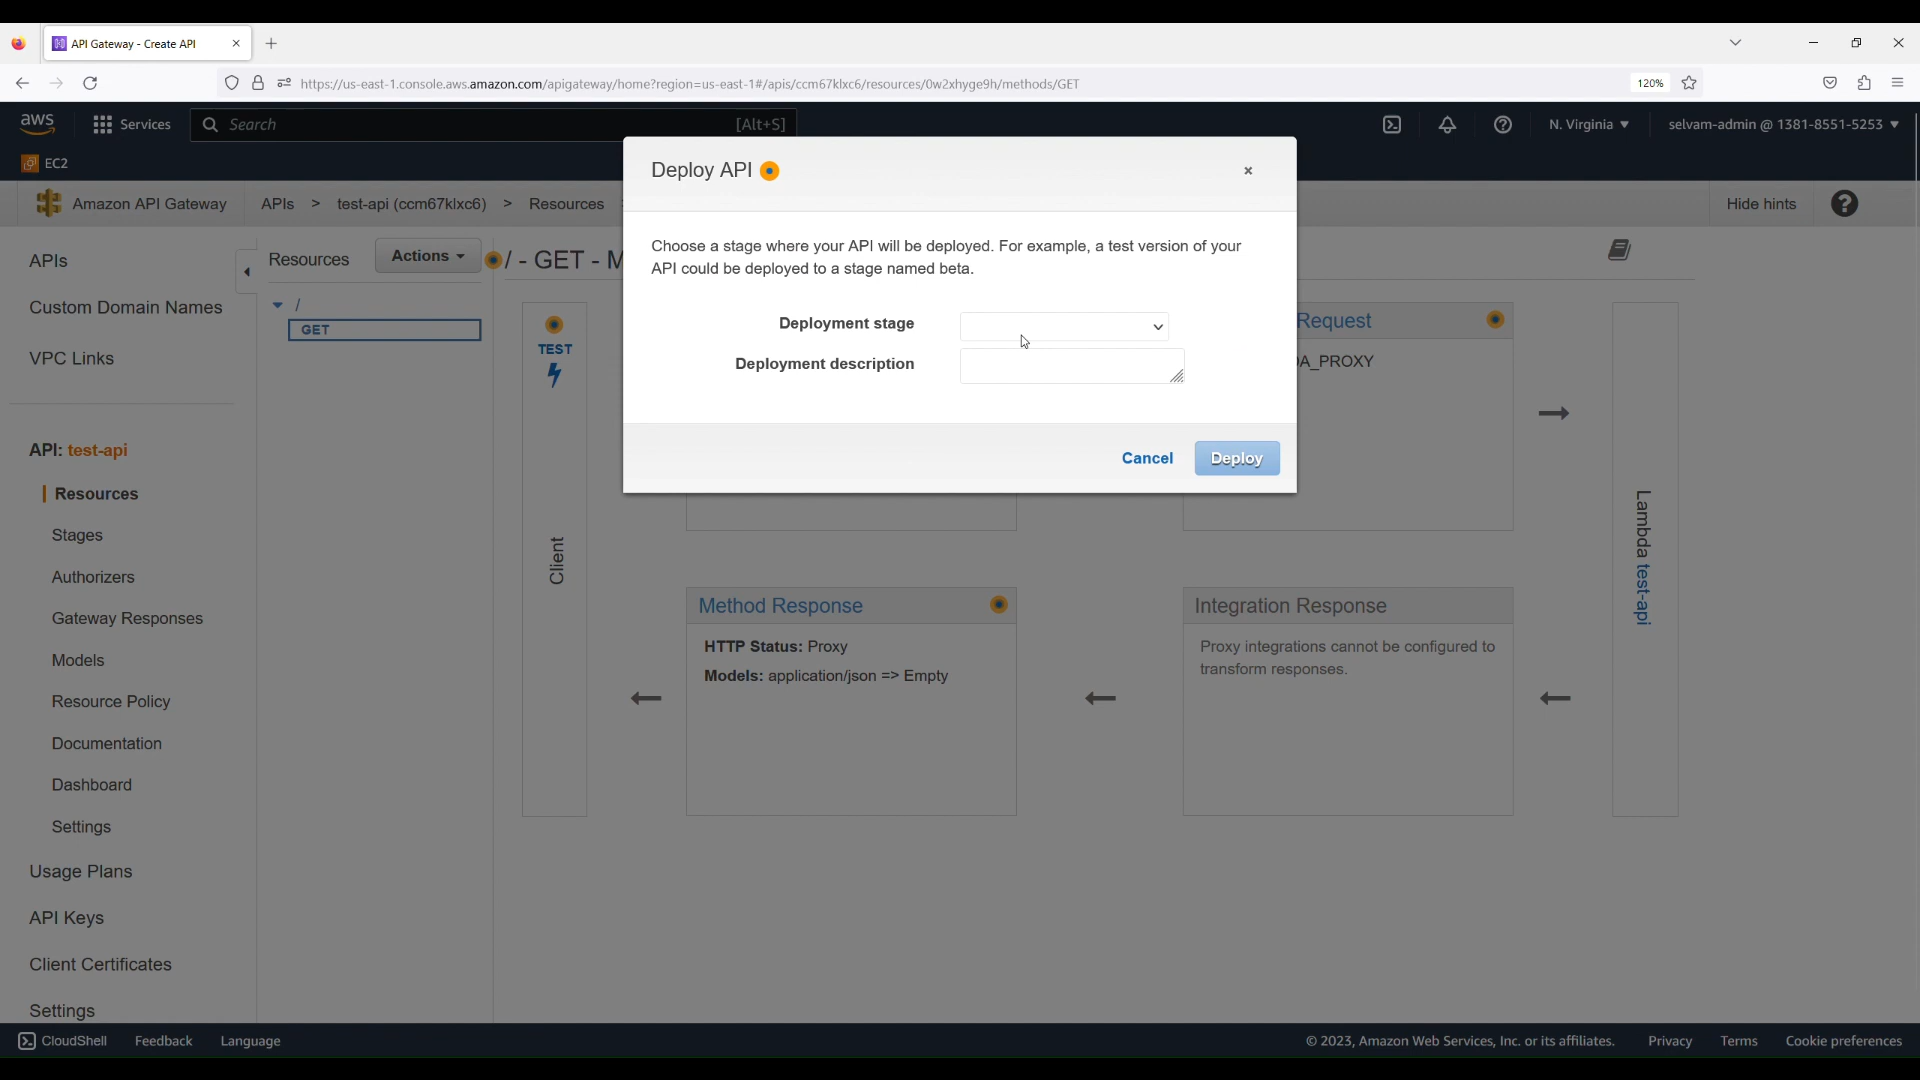 API Gateway - Create API
https://us-east-1.console.aws.amazon.com/apigateway/home?region=us-east-1#/apis/ccm67klxc6/resources/0w2xhyge9h/methods/GET
120%
aws
Services
Search
[Alt+S]
N. Virginia
selvam-admin @ 1381-8551-5253
EC2
Amazon API Gateway
APIs > test-api (ccm67klxc6) > Resources
Hide hints
Deploy API
Choose a stage where your API will be deployed. For example, a test version of your
API could be deployed to a stage named beta.
Deployment stage
Deployment description
Cancel
Deploy
APIs
Custom Domain Names
VPC Links
API: test-api
Resources
Stages
Authorizers
Gateway Responses
Models
Resource Policy
Documentation
Dashboard
Settings
Usage Plans
API Keys
Client Certificates
Settings
Resources
Actions
/
GET
/ - GET - M
TEST
Client
Request
A_PROXY
Method Response
HTTP Status: Proxy
Models: application/json => Empty
Integration Response
Proxy integrations cannot be configured to
transform responses.
Lambda test-api
CloudShell
Feedback
Language
© 2023, Amazon Web Services, Inc. or its affiliates.
Privacy
Terms
Cookie preferences